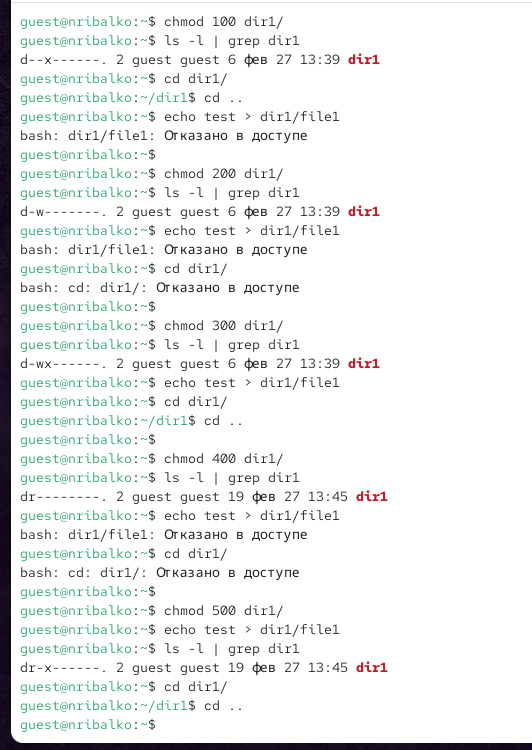 guest@nribalko:~$ chmod 100 dir1/
guest@nribalko:~$ ls -l | grep dir1
d--x------. 2 guest guest 6 фев 27 13:39 dir1
guest@nribalko:~$ cd dir1/
guest@nribalko:~/dir1$ cd ..
guest@nribalko:~$ echo test > dir1/file1
bash: dir1/file1: Отказано в доступе
guest@nribalko:~$
guest@nribalko:~$ chmod 200 dir1/
guest@nribalko:~$ ls -l | grep dir1
d-w-------. 2 guest guest 6 фев 27 13:39 dir1
guest@nribalko:~$ echo test > dir1/file1
bash: dir1/file1: Отказано в доступе
guest@nribalko:~$ cd dir1/
bash: cd: dir1/: Отказано в доступе
guest@nribalko:~$
guest@nribalko:~$ chmod 300 dir1/
guest@nribalko:~$ ls -l | grep dir1
d-wx------. 2 guest guest 6 фев 27 13:39 dir1
guest@nribalko:~$ echo test > dir1/file1
guest@nribalko:~$ cd dir1/
guest@nribalko:~/dir1$ cd ..
guest@nribalko:~$
guest@nribalko:~$ chmod 400 dir1/
guest@nribalko:~$ ls -l | grep dir1
dr--------. 2 guest guest 19 фев 27 13:45 dir1
guest@nribalko:~$ echo test > dir1/file1
bash: dir1/file1: Отказано в доступе
guest@nribalko:~$ cd dir1/
bash: cd: dir1/: Отказано в доступе
guest@nribalko:~$
guest@nribalko:~$ chmod 500 dir1/
guest@nribalko:~$ echo test > dir1/file1
guest@nribalko:~$ ls -l | grep dir1
dr-x------. 2 guest guest 19 фев 27 13:45 dir1
guest@nribalko:~$ cd dir1/
guest@nribalko:~/dir1$ cd ..
guest@nribalko:~$